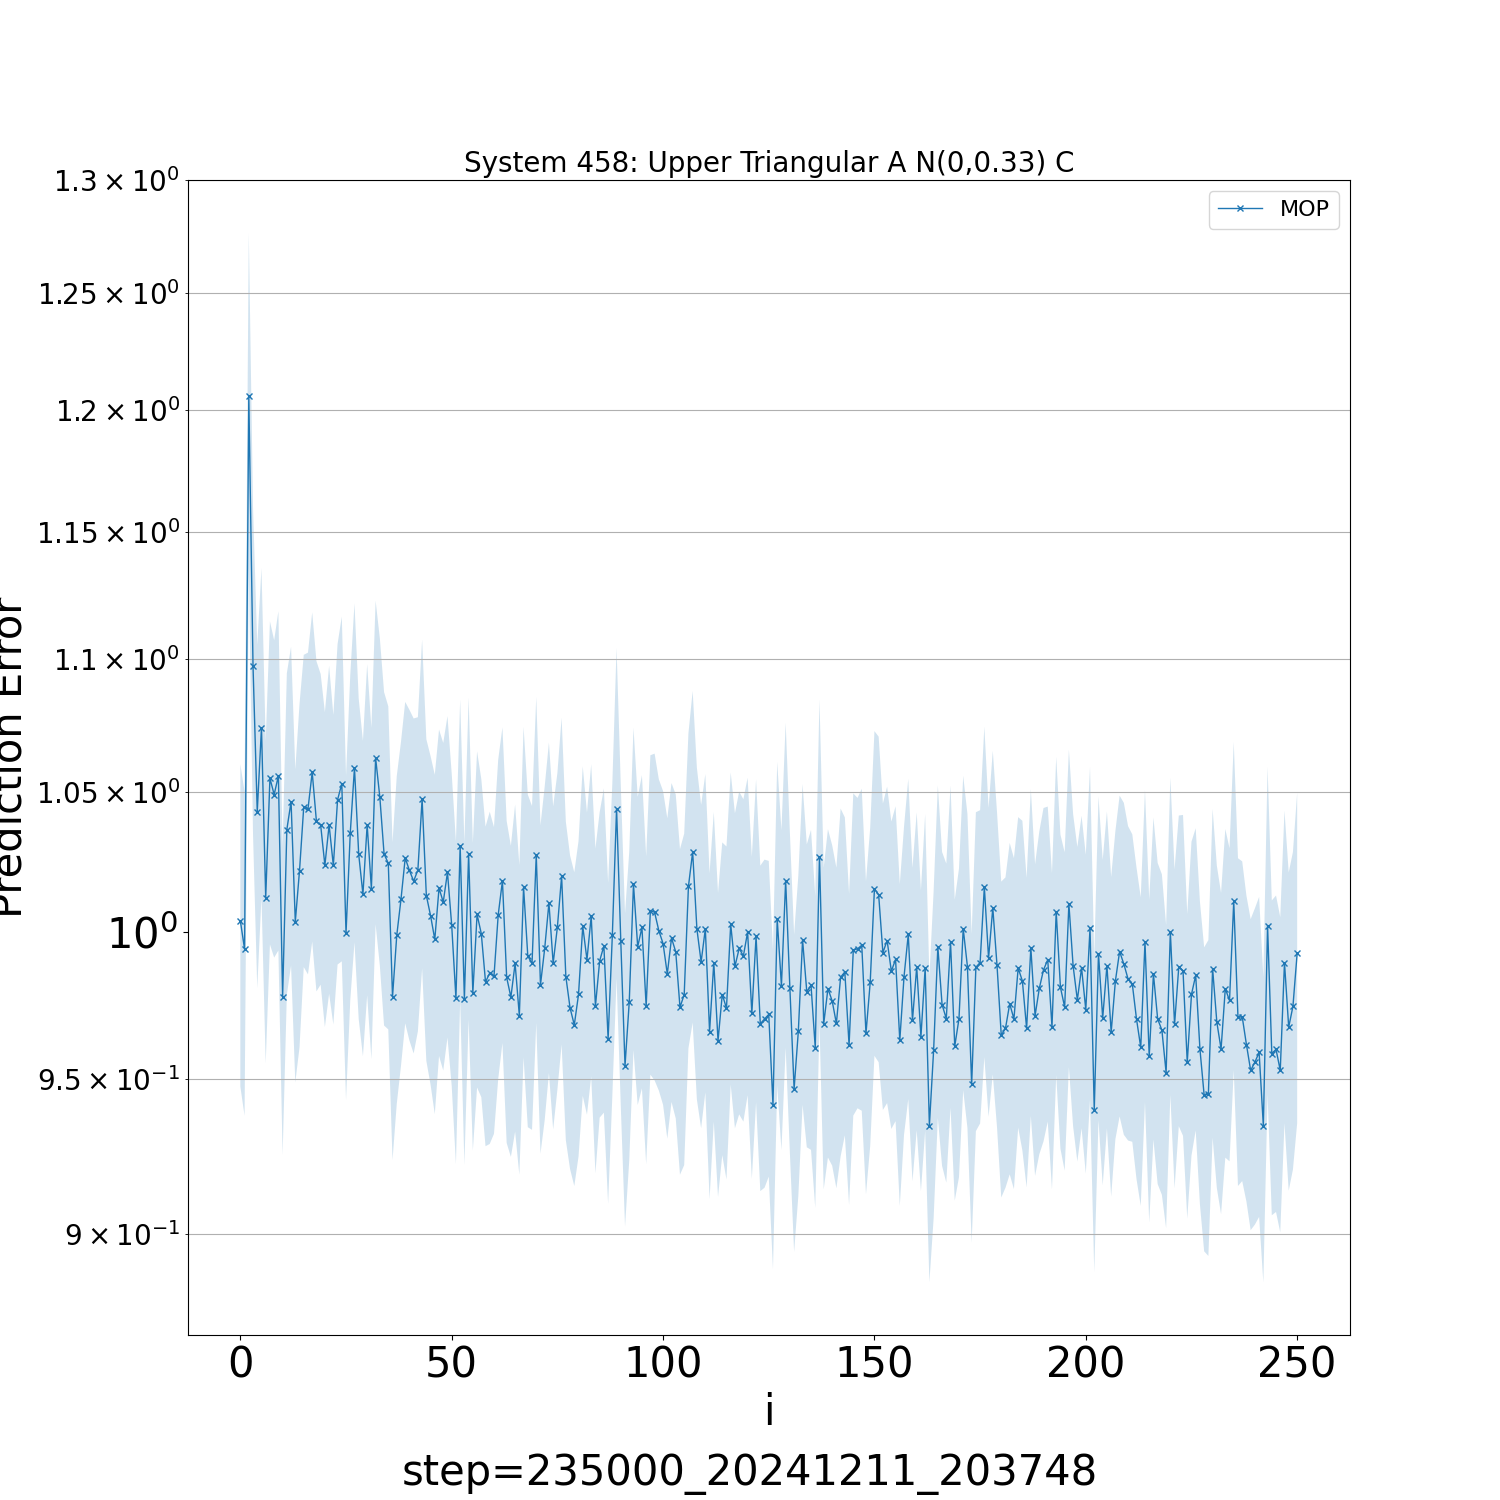 System 458: Upper Triangular A N(0,0.33) C
1.3 × 10⁰
MOP
1.25 × 10⁰
1.2 × 10⁰
1.15 × 10⁰
1.1 × 10⁰
1.05 × 10⁰
10⁰
9.5 × 10⁻¹
9 × 10⁻¹
Prediction Error
0 50 100 150 200 250
i
step=235000_20241211_203748